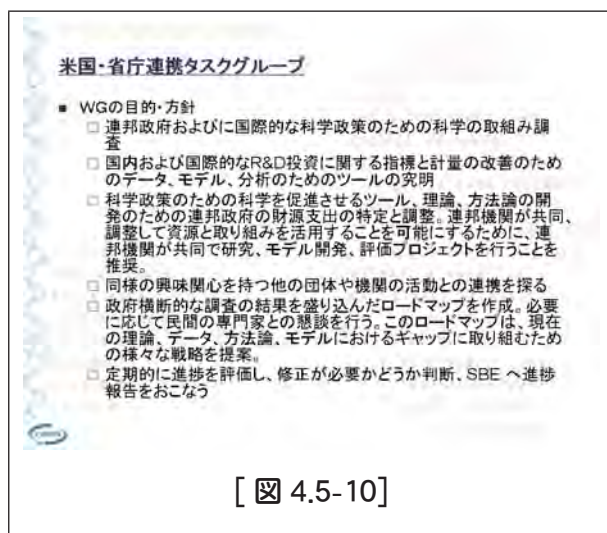 米国・省庁連携タスクグループ
■ WGの目的・方針
□ 連邦政府およびに国際的な科学政策のための科学の取組み調
査
□ 国内および国際的なR&D投資に関する指標と計量の改善のため
のデータ、モデル、分析のためのツールの究明
□ 科学政策のための科学を促進させるツール、理論、方法論の開
発のための連邦政府の財源支出の特定と調整。連邦機関が共同、
調整して資源と取り組みを活用することを可能にするために、連
邦機関が共同で研究、モデル開発、評価プロジェクトを行うことを
推奨。
□ 同様の興味関心を持つ他の団体や機関の活動との連携を探る
□ 政府横断的な調査の結果を盛り込んだロードマップを作成。必要
に応じて民間の専門家との懇談を行う。このロードマップは、現在
の理論、データ、方法論、モデルにおけるギャップに取り組むため
の様々な戦略を提案。
□ 定期的に進捗を評価し、修正が必要かどうか判断、SBE へ進捗
報告をおこなう
[図 4.5-10]